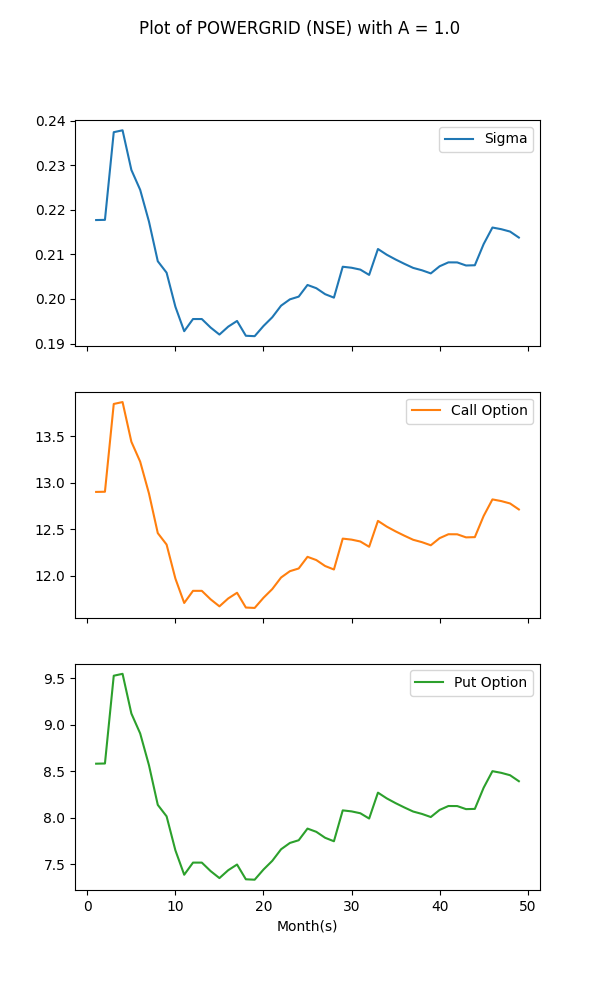 Plot of POWERGRID (NSE) with A = 1.0
0.24
0.23
0.22
0.21
0.20
0.19
Sigma
13.5
13.0
12.5
12.0
Call Option
9.5
9.0
8.5
8.0
7.5
Put Option
0 10 20 30 40 50
Month(s)